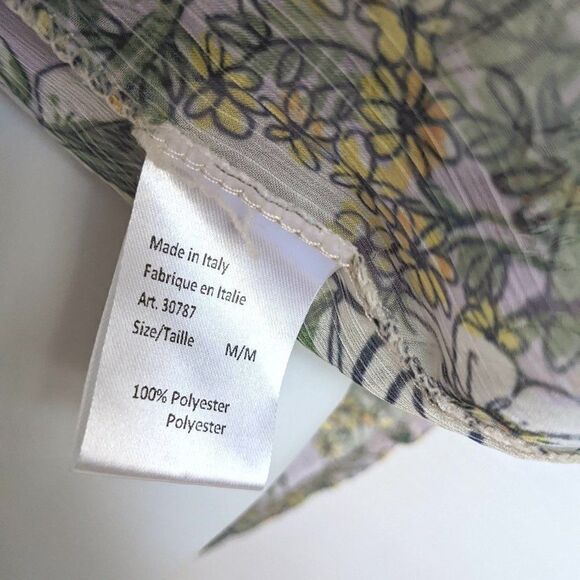 Made in Italy
Fabrique en Italie
Art. 30787
Size/Taille M/M
100% Polyester
Polyester